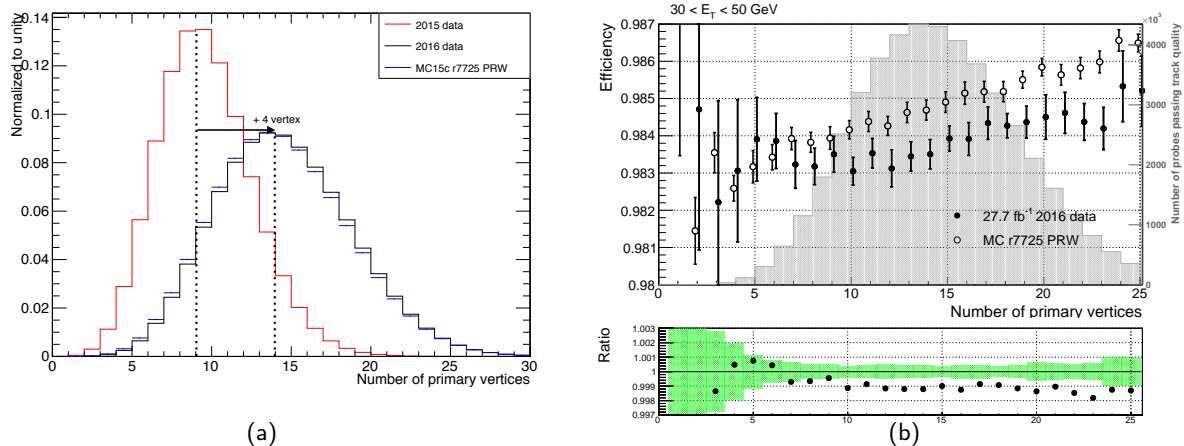 Normalized to unity
0.14
0.12
0.1
0.08
0.06
0.04
0.02
0
2015 data
2016 data
MC15c r7725 PRW
+ 4 vertex
5 10 15 20 25 30
Number of primary vertices
(a)
30 < E_T < 50 GeV
Efficiency
0.987
0.986
0.985
0.984
0.983
0.982
0.981
0.98
×10³
4000
3000
2000
1000
0
Number of probes passing track quality
27.7 fb⁻¹ 2016 data
MC r7725 PRW
0 5 10 15 20 25
Number of primary vertices
Ratio
1.003
1.001
1
0.999
0.997
0 5 10 15 20 25
(b)